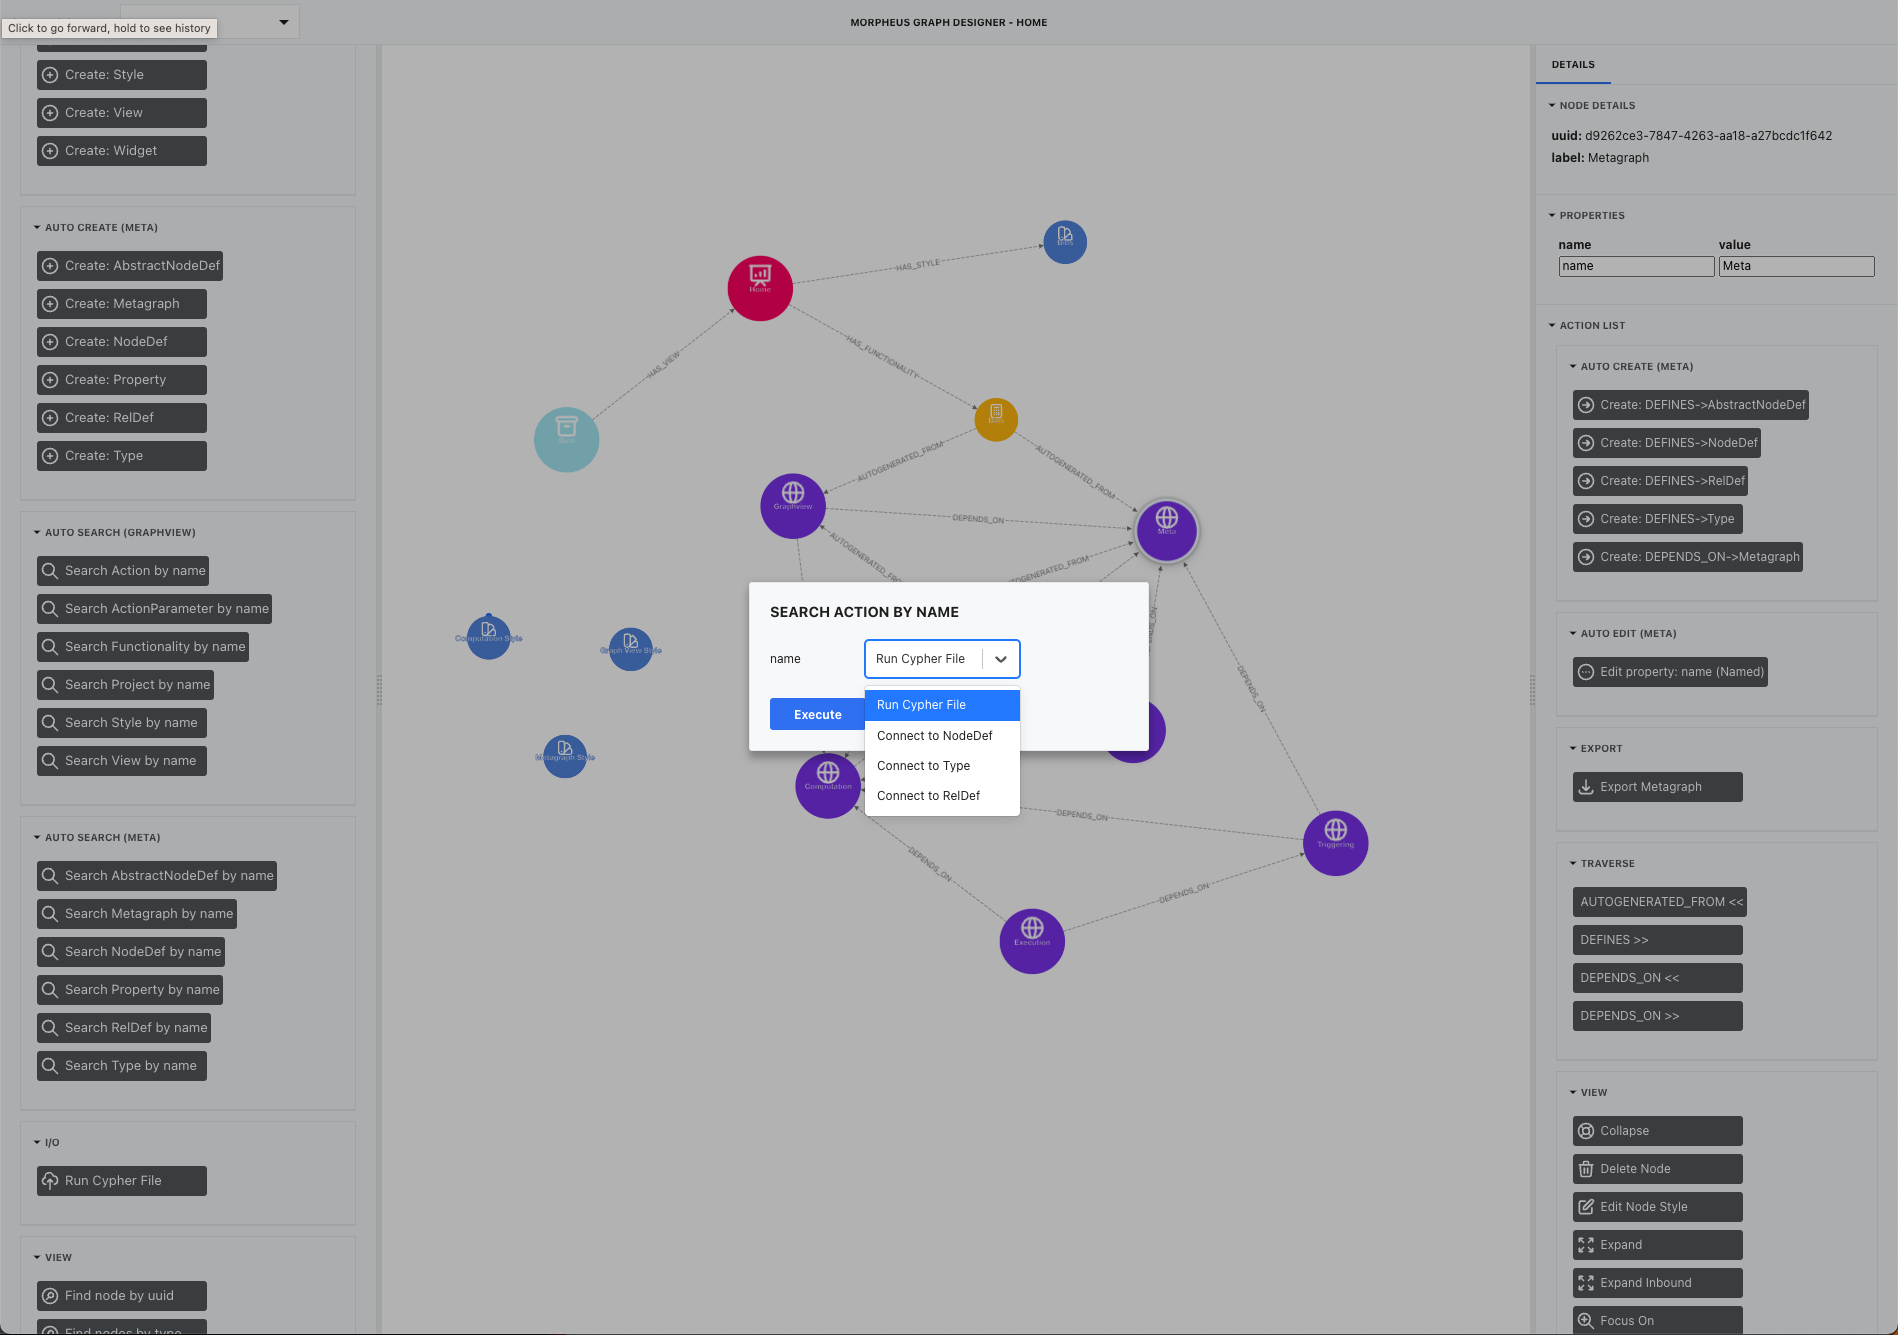 Click to go forward, hold to see history
MORPHEUS GRAPH DESIGNER - HOME
Create: Style
Create: View
Create: Widget
AUTO CREATE (META)
Create: AbstractNodeDef
Create: Metagraph
Create: NodeDef
Create: Property
Create: RelDef
Create: Type
AUTO SEARCH (GRAPHVIEW)
Search Action by name
Search ActionParameter by name
Search Functionality by name
Search Project by name
Search Style by name
Search View by name
AUTO SEARCH (META)
Search AbstractNodeDef by name
Search Metagraph by name
Search NodeDef by name
Search Property by name
Search RelDef by name
Search Type by name
I/O
Run Cypher File
VIEW
Find node by uuid
Find nodes by type
HAS_STYLE
Home
HAS_VIEW
HAS_FUNCTIONALITY
AUTOGENERATED_FROM
AUTOGENERATED_FROM
Graphview
DEPENDS_ON
Meta
AUTOGENERATED_FROM
AUTOGENERATED_FROM
Computation Style
Graph View Style
Metagraph Style
DEPENDS_ON
SEARCH ACTION BY NAME
name
Run Cypher File
Execute
Run Cypher File
Connect to NodeDef
Connect to Type
Connect to RelDef
Computation
DEPENDS_ON
Triggering
DEPENDS_ON
DEPENDS_ON
Execution
DETAILS
NODE DETAILS
uuid: d9262ce3-7847-4263-aa18-a27bcdc1f642
label: Metagraph
PROPERTIES
name value
name Meta
ACTION LIST
AUTO CREATE (META)
Create: DEFINES->AbstractNodeDef
Create: DEFINES->NodeDef
Create: DEFINES->RelDef
Create: DEFINES->Type
Create: DEPENDS_ON->Metagraph
AUTO EDIT (META)
Edit property: name (Named)
EXPORT
Export Metagraph
TRAVERSE
AUTOGENERATED_FROM <<
DEFINES >>
DEPENDS_ON <<
DEPENDS_ON >>
VIEW
Collapse
Delete Node
Edit Node Style
Expand
Expand Inbound
Focus On